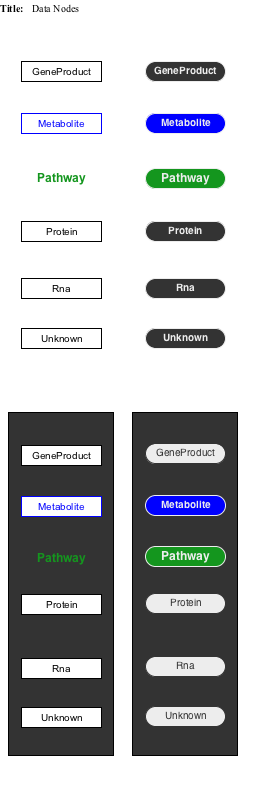 Title: Data Nodes
GeneProduct GeneProduct
Metabolite Metabolite
Pathway Pathway
Protein Protein
Rna Rna
Unknown Unknown
GeneProduct GeneProduct
Metabolite Metabolite
Pathway Pathway
Protein Protein
Rna Rna
Unknown Unknown